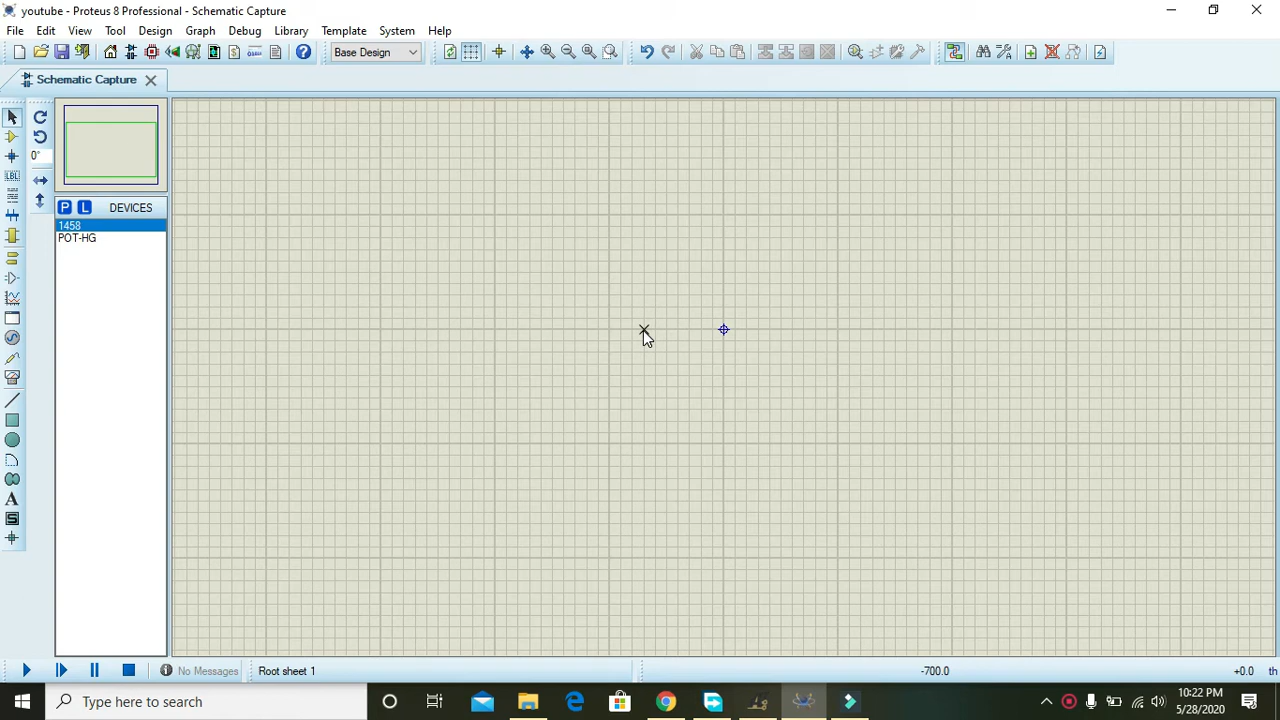 youtube - Proteus 8 Professional - Schematic Capture
File Edit View Tool Design Graph Debug Library Template System Help
Base Design
Schematic Capture
LBL
0°
P L DEVICES
1458
POT-HG
A
S
No Messages Root sheet 1 -700.0 +0.0 th
Type here to search
10:22 PM
5/28/2020